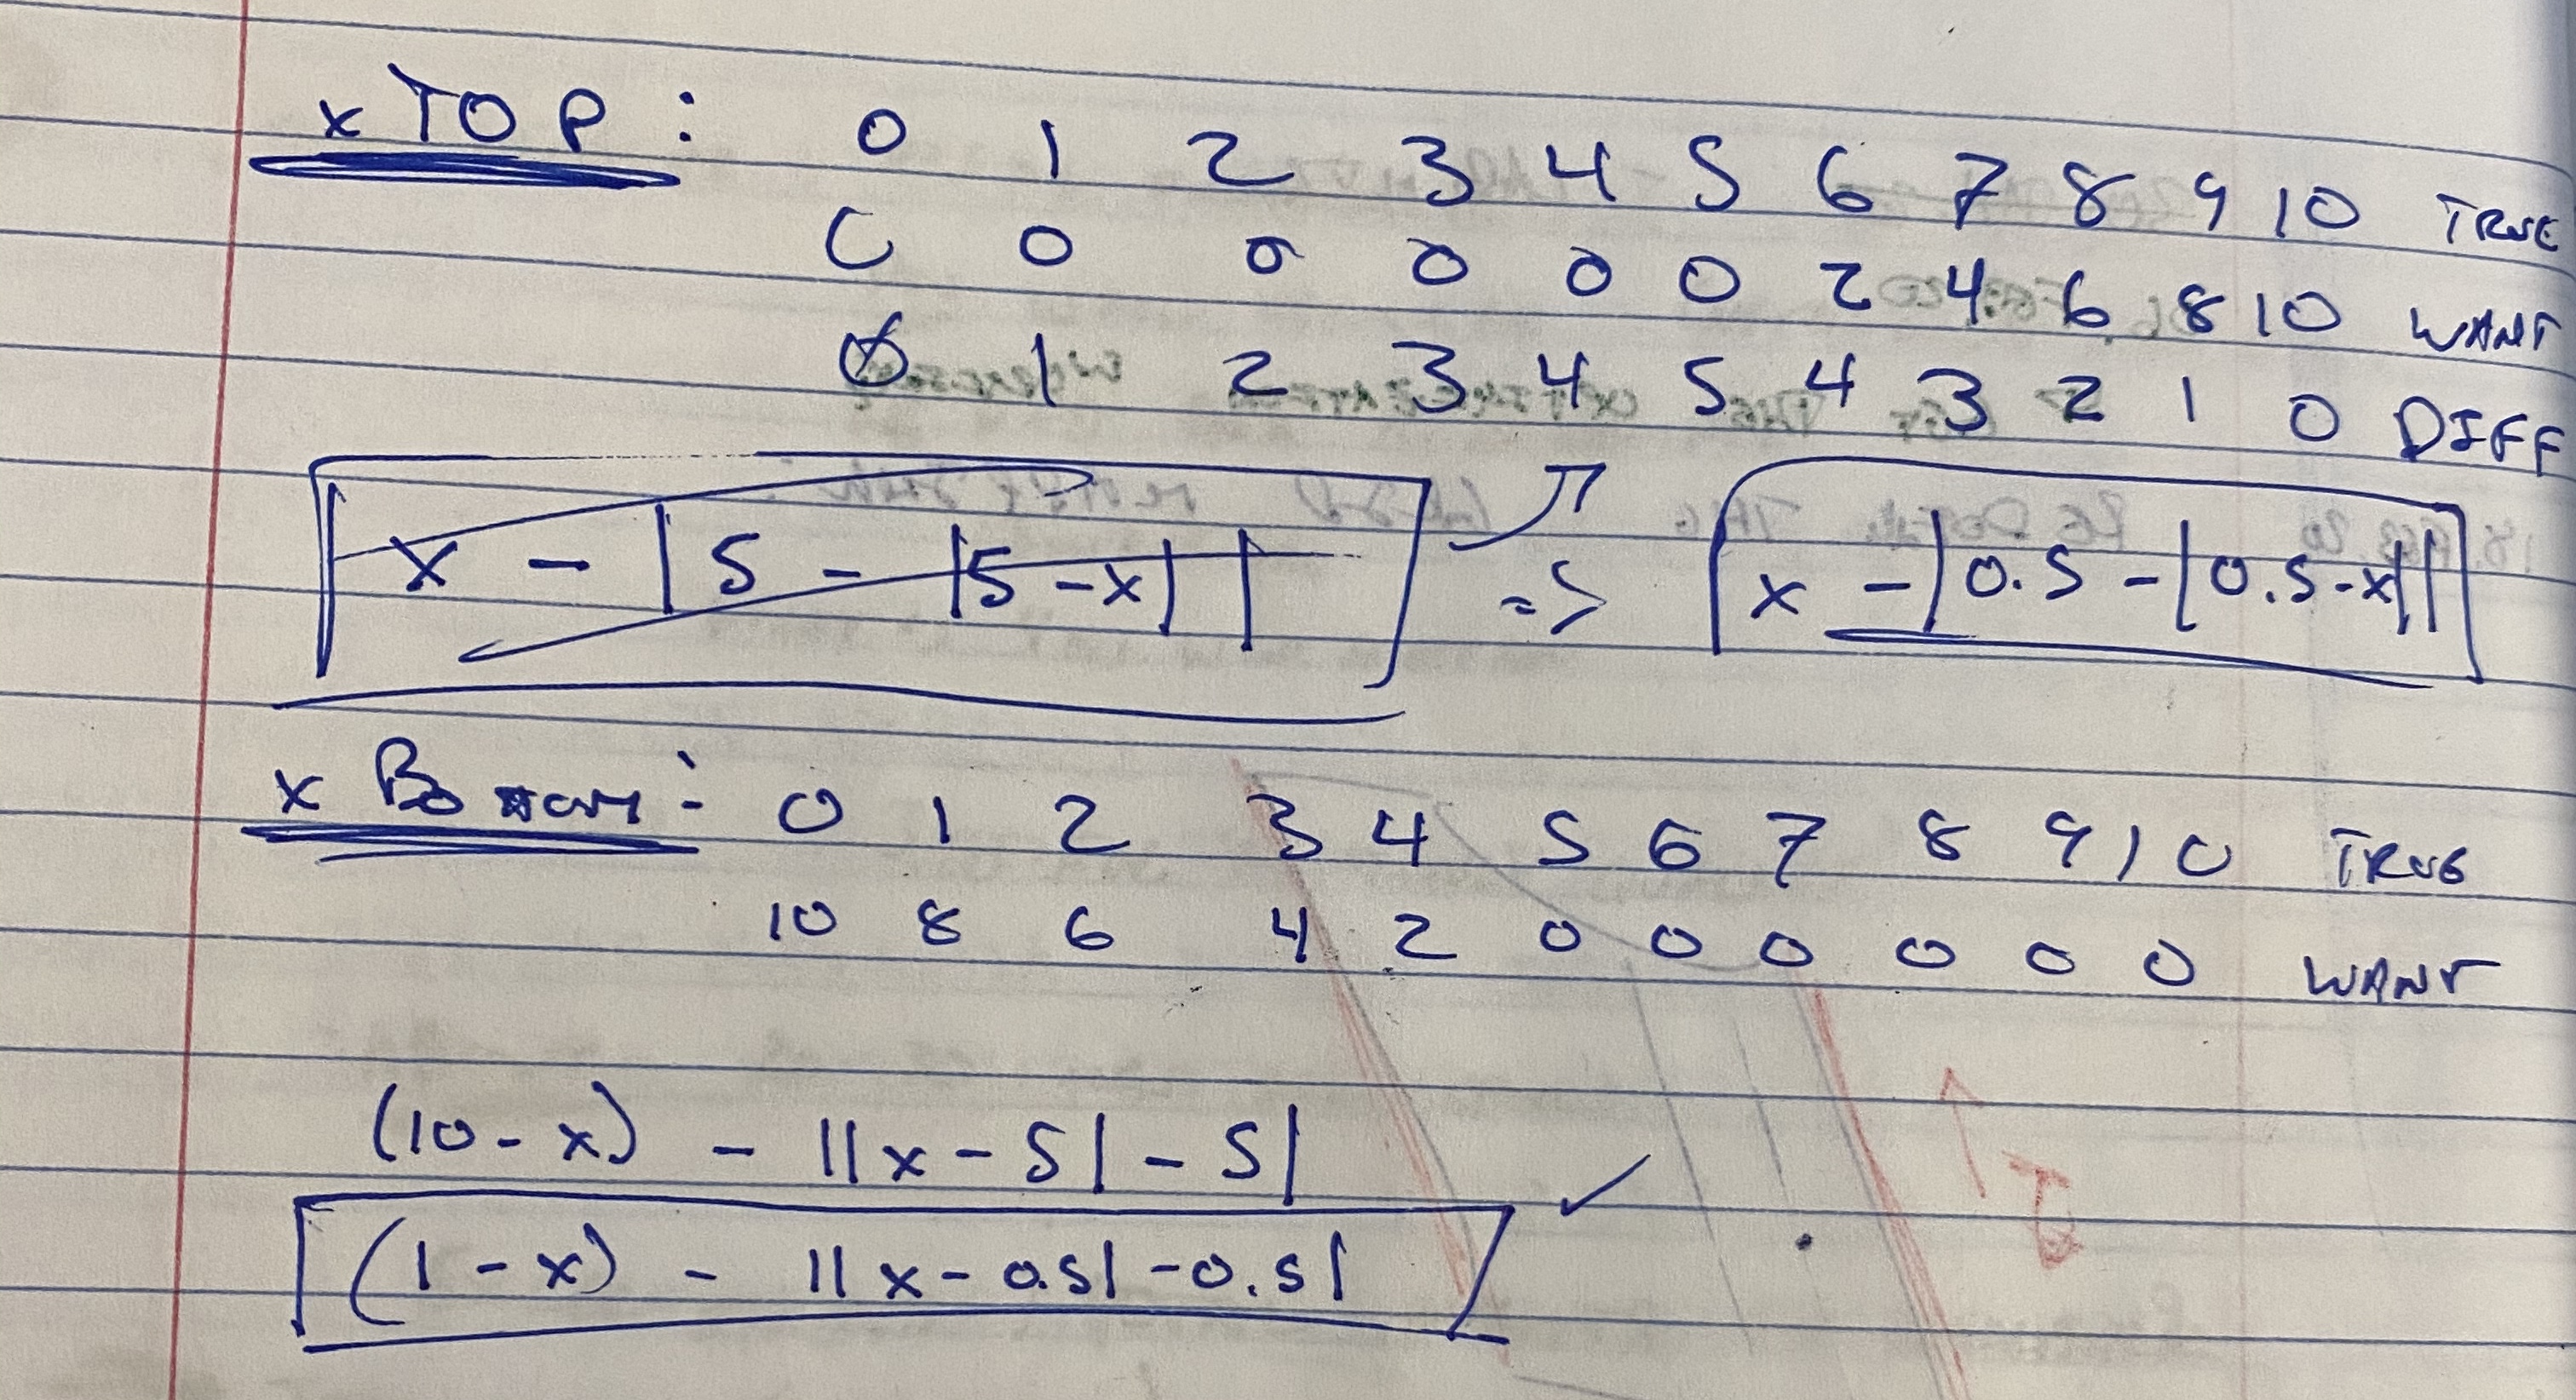 x TOP: 0 1 2 3 4 5 6 7 8 9 10 TRUE
0 0 0 0 0 0 2 4 6 8 10 WANT
0 1 2 3 4 5 4 3 2 1 0 DIFF
x - |5 - |5-x|| => x - |0.5 - |0.5-x||
x BOTTOM: 0 1 2 3 4 5 6 7 8 9 10 TRUE
10 8 6 4 2 0 0 0 0 0 0 WANT
(10-x) - ||x-5|-5|
(1-x) - ||x-0.5|-0.5| ✓